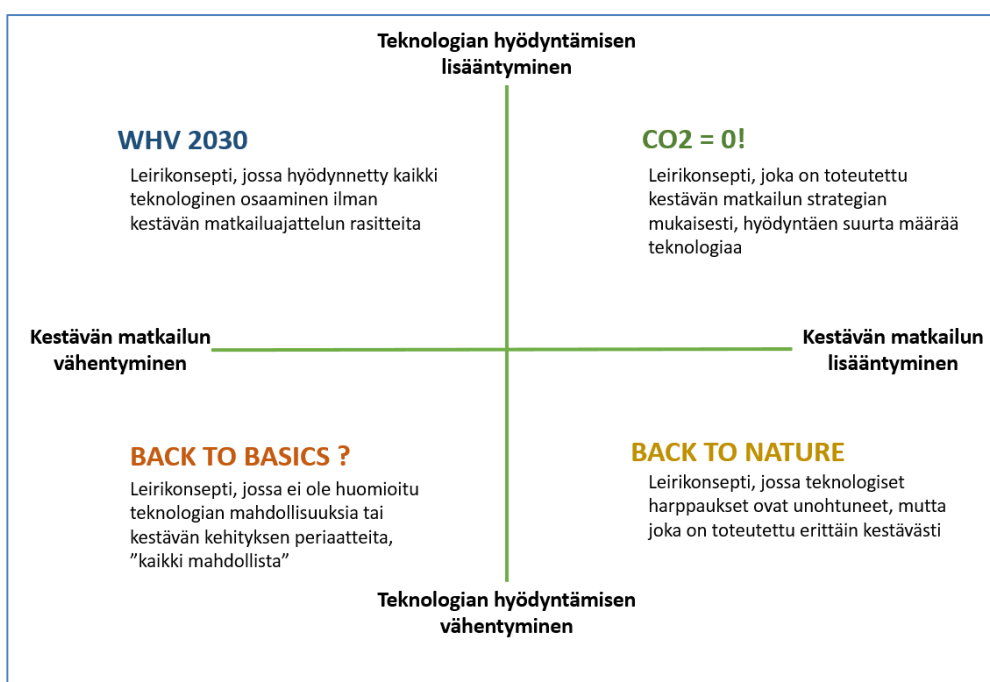 Teknologian hyödyntämisen
lisääntyminen
WHV 2030
Leirikonsepti, jossa hyödynnetty kaikki
teknologinen osaaminen ilman
kestävän matkailuajattelun rasitteita
CO2 = 0!
Leirikonsepti, joka on toteutettu
kestävän matkailun strategian
mukaisesti, hyödyntäen suurta määrää
teknologiaa
Kestävän matkailun
vähentyminen
Kestävän matkailun
lisääntyminen
BACK TO BASICS ?
Leirikonsepti, jossa ei ole huomioitu
teknologian mahdollisuuksia tai
kestävän kehityksen periaatteita,
”kaikki mahdollista”
BACK TO NATURE
Leirikonsepti, jossa teknologiset
harppaukset ovat unohtuneet, mutta
joka on toteutettu erittäin kestävästi
Teknologian hyödyntämisen
vähentyminen